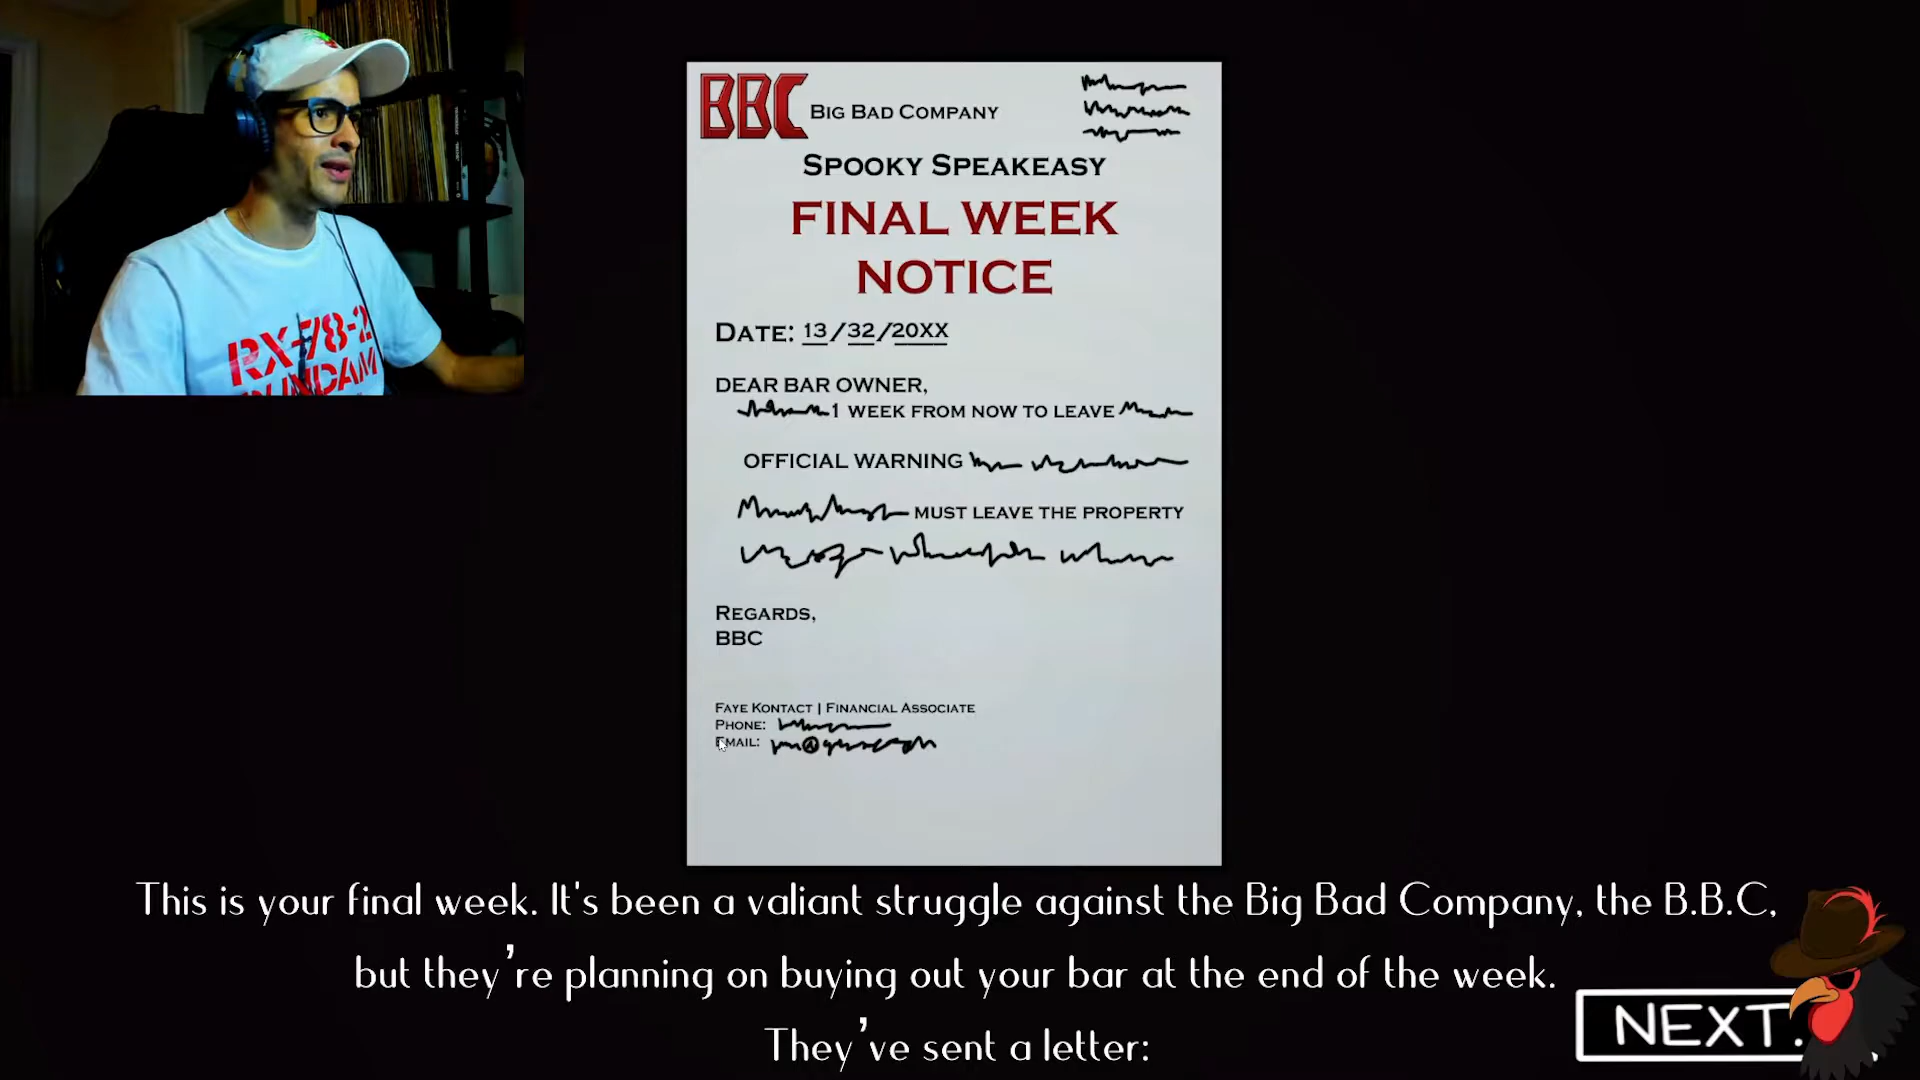 BBC BIG BAD COMPANY
SPOOKY SPEAKEASY
FINAL WEEK
NOTICE
DATE: 13/32/20XX
DEAR BAR OWNER,
1 WEEK FROM NOW TO LEAVE
OFFICIAL WARNING
MUST LEAVE THE PROPERTY
REGARDS,
BBC
FAYE KONTACT | FINANCIAL ASSOCIATE
PHONE:
EMAIL:
RX-78-2
GUNDAM
This is your final week. It's been a valiant struggle against the Big Bad Company, the B.B.C,
but they're planning on buying out your bar at the end of the week.
They've sent a letter:
NEXT.